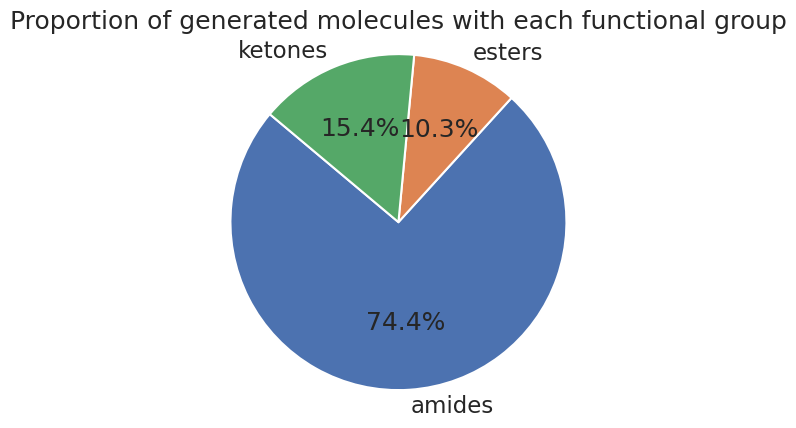 Proportion of generated molecules with each functional group
ketones
esters
15.4%
10.3%
74.4%
amides